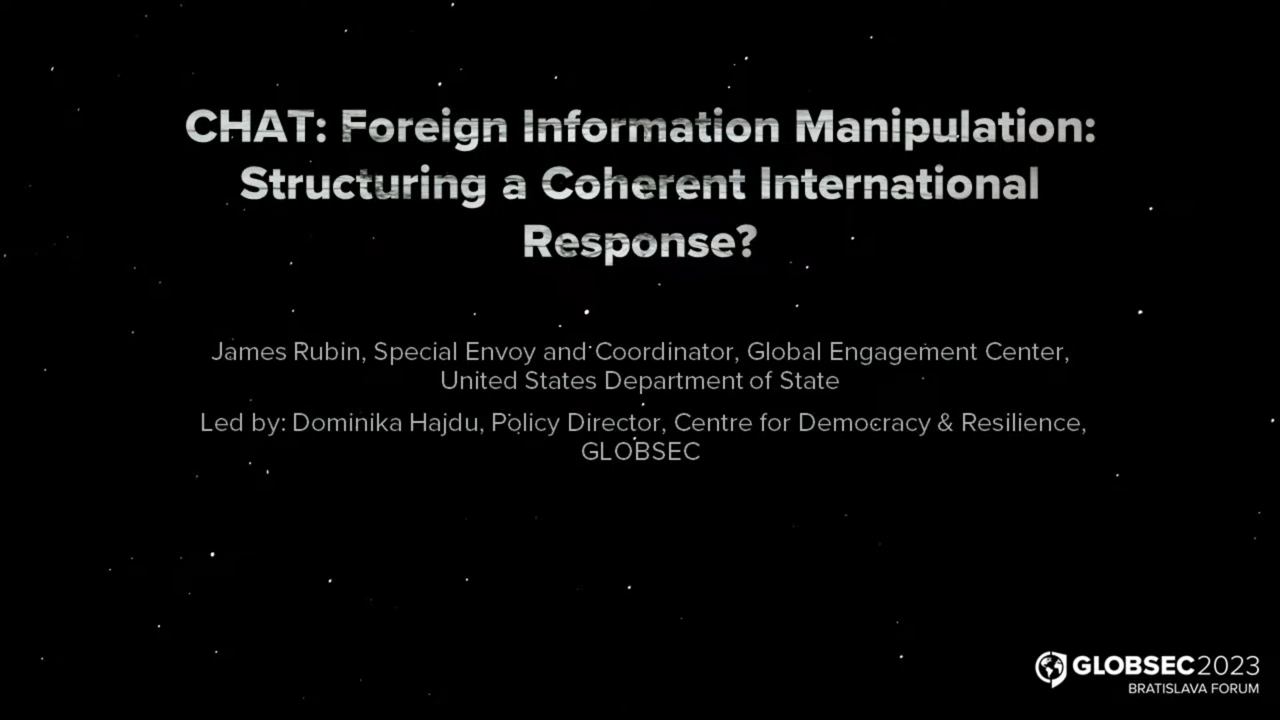 CHAT: Foreign Information Manipulation:
Structuring a Coherent International
Response?
James Rubin, Special Envoy and Coordinator, Global Engagement Center,
United States Department of State
Led by: Dominika Hajdu, Policy Director, Centre for Democracy & Resilience,
GLOBSEC
GLOBSEC2023
BRATISLAVA FORUM